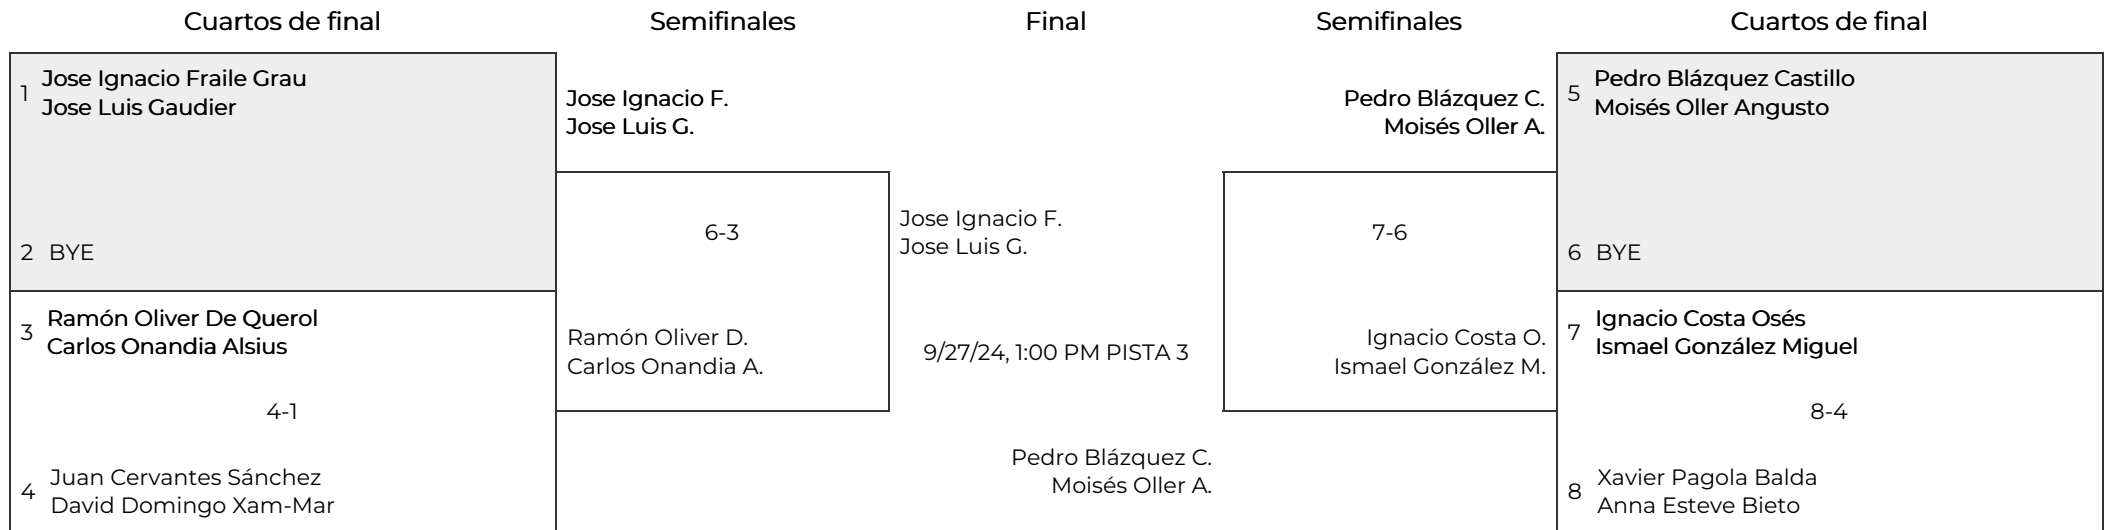 Cuartos de final
Semifinales
Final
Semifinales
Cuartos de final
1
Jose Ignacio Fraile Grau
Jose Luis Gaudier
2 BYE
3
Ramón Oliver De Querol
Carlos Onandia Alsius
4-1
4
Juan Cervantes Sánchez
David Domingo Xam-Mar
Jose Ignacio F.
Jose Luis G.
6-3
Ramón Oliver D.
Carlos Onandia A.
Jose Ignacio F.
Jose Luis G.
9/27/24, 1:00 PM PISTA 3
Pedro Blázquez C.
Moisés Oller A.
Pedro Blázquez C.
Moisés Oller A.
7-6
Ignacio Costa O.
Ismael González M.
5
Pedro Blázquez Castillo
Moisés Oller Angusto
6 BYE
7
Ignacio Costa Osés
Ismael González Miguel
8-4
8
Xavier Pagola Balda
Anna Esteve Bieto